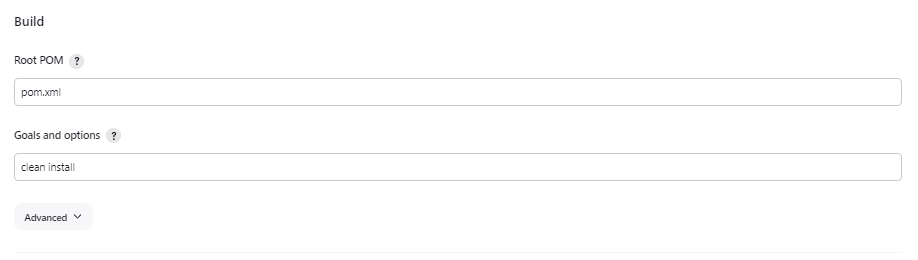 Build
Root POM ?
pom.xml
Goals and options ?
clean install
Advanced